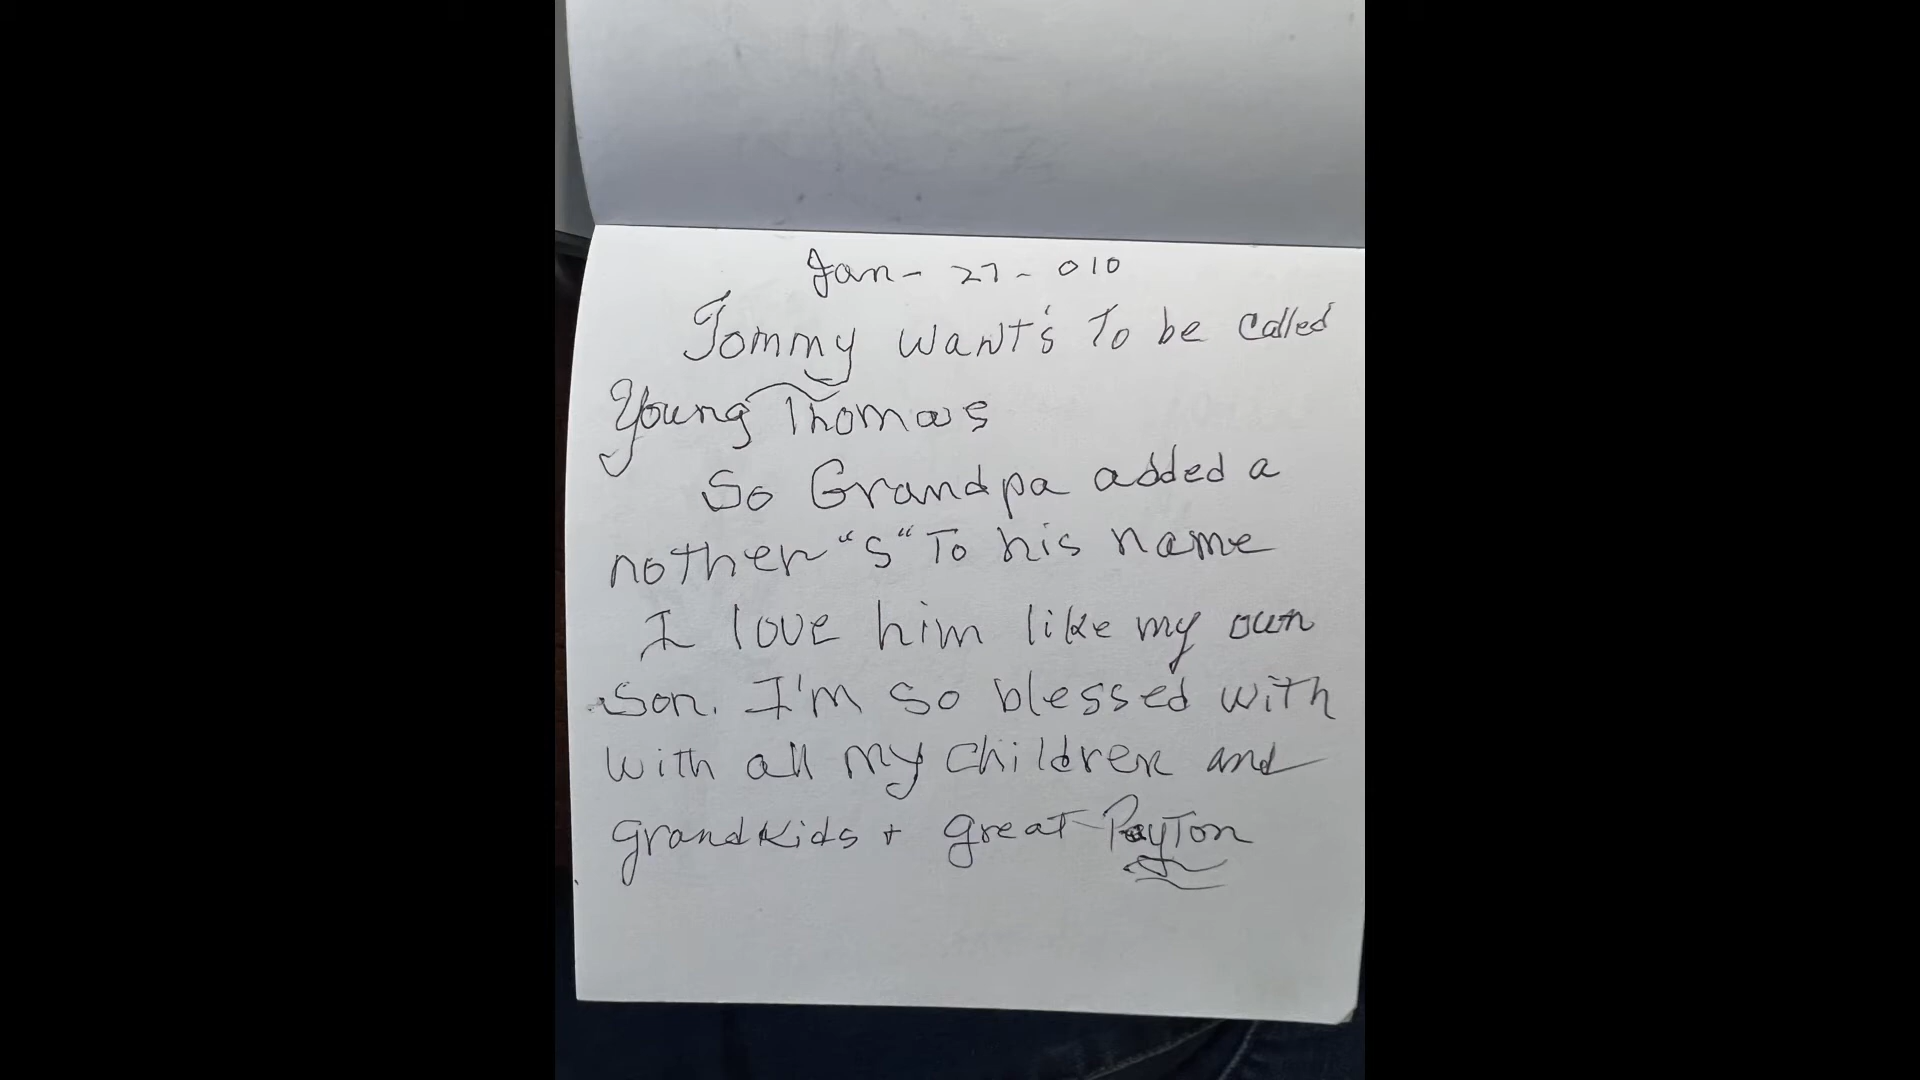 Jan - 27 - 010
Tommy Want's To be Called
Young Thomas
So Grandpa added a
nother "S" To his name
I love him like my own
Son. I'm so blessed with
with all my children and
grandkids + great Payton